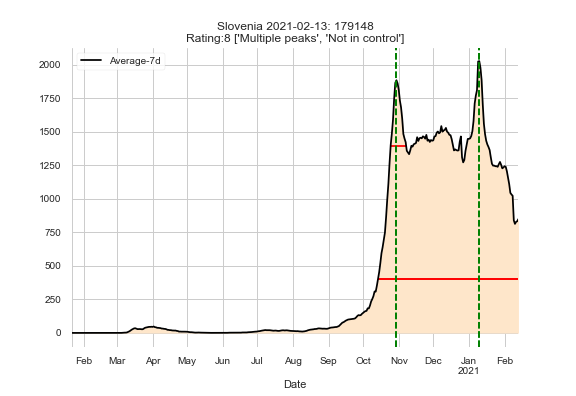 Slovenia 2021-02-13: 179148
Rating:8 ['Multiple peaks', 'Not in control']
Average-7d
2000
1750
1500
1250
1000
750
500
250
0
Feb Mar Apr May Jun Jul Aug Sep Oct Nov Dec Jan Feb
2021
Date